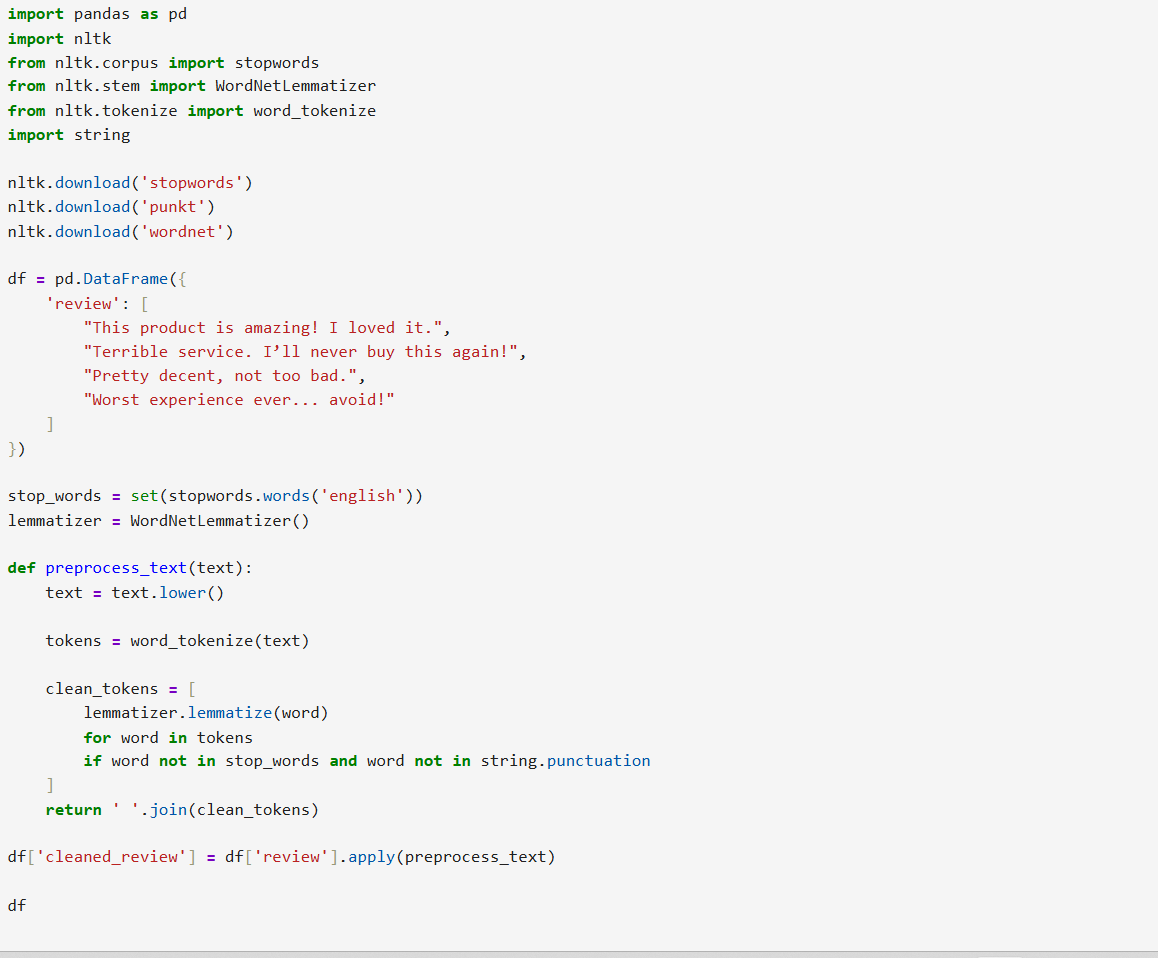 import pandas as pd
import nltk
from nltk.corpus import stopwords
from nltk.stem import WordNetLemmatizer
from nltk.tokenize import word_tokenize
import string

nltk.download('stopwords')
nltk.download('punkt')
nltk.download('wordnet')

df = pd.DataFrame({
    'review': [
        "This product is amazing! I loved it.",
        "Terrible service. I’ll never buy this again!",
        "Pretty decent, not too bad.",
        "Worst experience ever... avoid!"
    ]
})

stop_words = set(stopwords.words('english'))
lemmatizer = WordNetLemmatizer()

def preprocess_text(text):
    text = text.lower()

    tokens = word_tokenize(text)

    clean_tokens = [
        lemmatizer.lemmatize(word)
        for word in tokens
        if word not in stop_words and word not in string.punctuation
    ]
    return ' '.join(clean_tokens)

df['cleaned_review'] = df['review'].apply(preprocess_text)

df